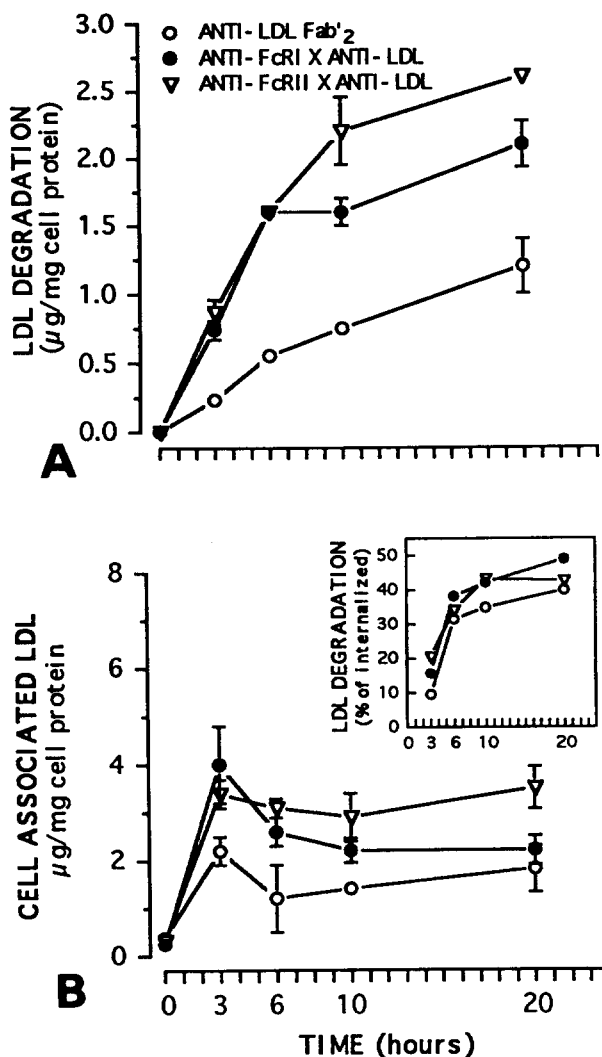 3.0
2.5
2.0
1.5
1.0
0.5
0.0
LDL DEGRADATION
(µg/mg cell protein)
ANTI-LDL Fab'2
ANTI-FcRI X ANTI-LDL
ANTI-FcRII X ANTI-LDL
A
8
6
4
2
0
CELL ASSOCIATED LDL
µg/mg cell protein
50
40
30
20
10
0
LDL DEGRADATION
(% of internalized)
0 3 6 10 20
B
0 3 6 10 20
TIME (hours)